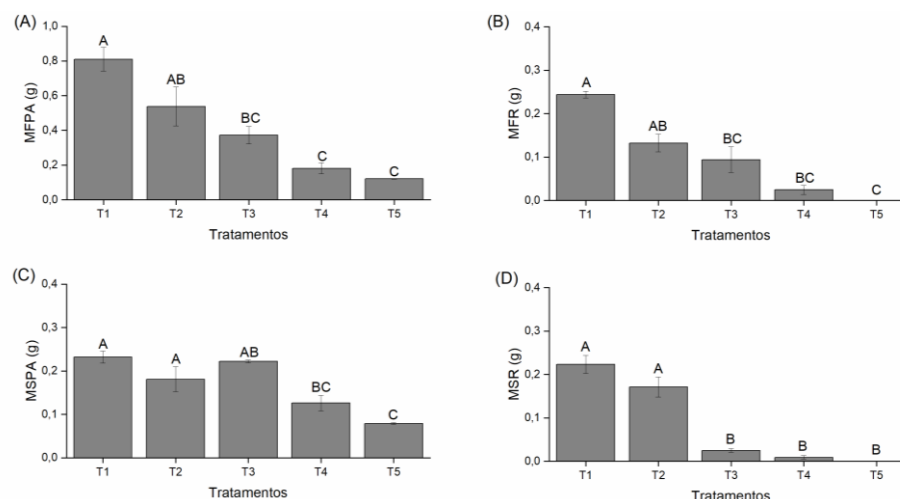 (A)
MFPA (g)
1,0
0,8
0,6
0,4
0,2
0,0
A
AB
BC
C
C
T1 T2 T3 T4 T5
Tratamentos
(B)
MFR (g)
0,4
0,3
0,2
0,1
0,0
A
AB
BC
BC
C
T1 T2 T3 T4 T5
Tratamentos
(C)
MSPA (g)
0,4
0,3
0,2
0,1
0,0
A
A
AB
BC
C
T1 T2 T3 T4 T5
Tratamentos
(D)
MSR (g)
0,4
0,3
0,2
0,1
0,0
A
A
B
B
B
T1 T2 T3 T4 T5
Tratamentos